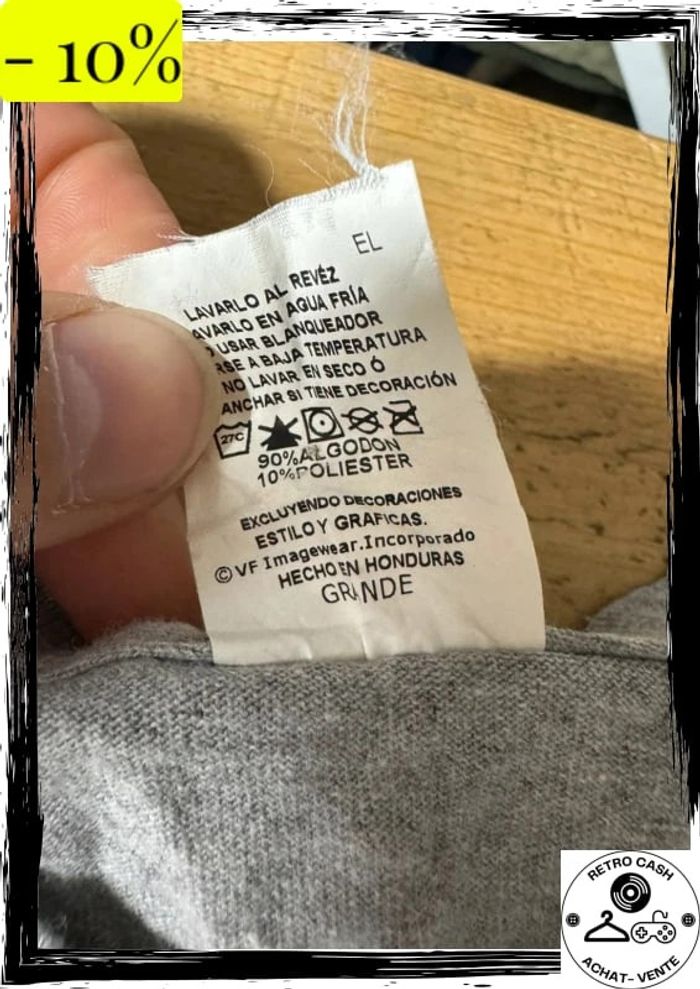 - 10%
EL
LAVARLO AL REVÉZ
AVARLO EN AGUA FRÍA
USAR BLANQUEADOR
RSE A BAJA TEMPERATURA
NO LAVAR EN SECO Ó
ANCHAR SI TIENE DECORACIÓN
27C
90% ALGODON
10% POLIESTER
EXCLUYENDO DECORACIONES
ESTILO Y GRAFICAS.
© VF Imagewear.Incorporado
HECHO EN HONDURAS
GRANDE
RETRO CASH
ACHAT-VENTE